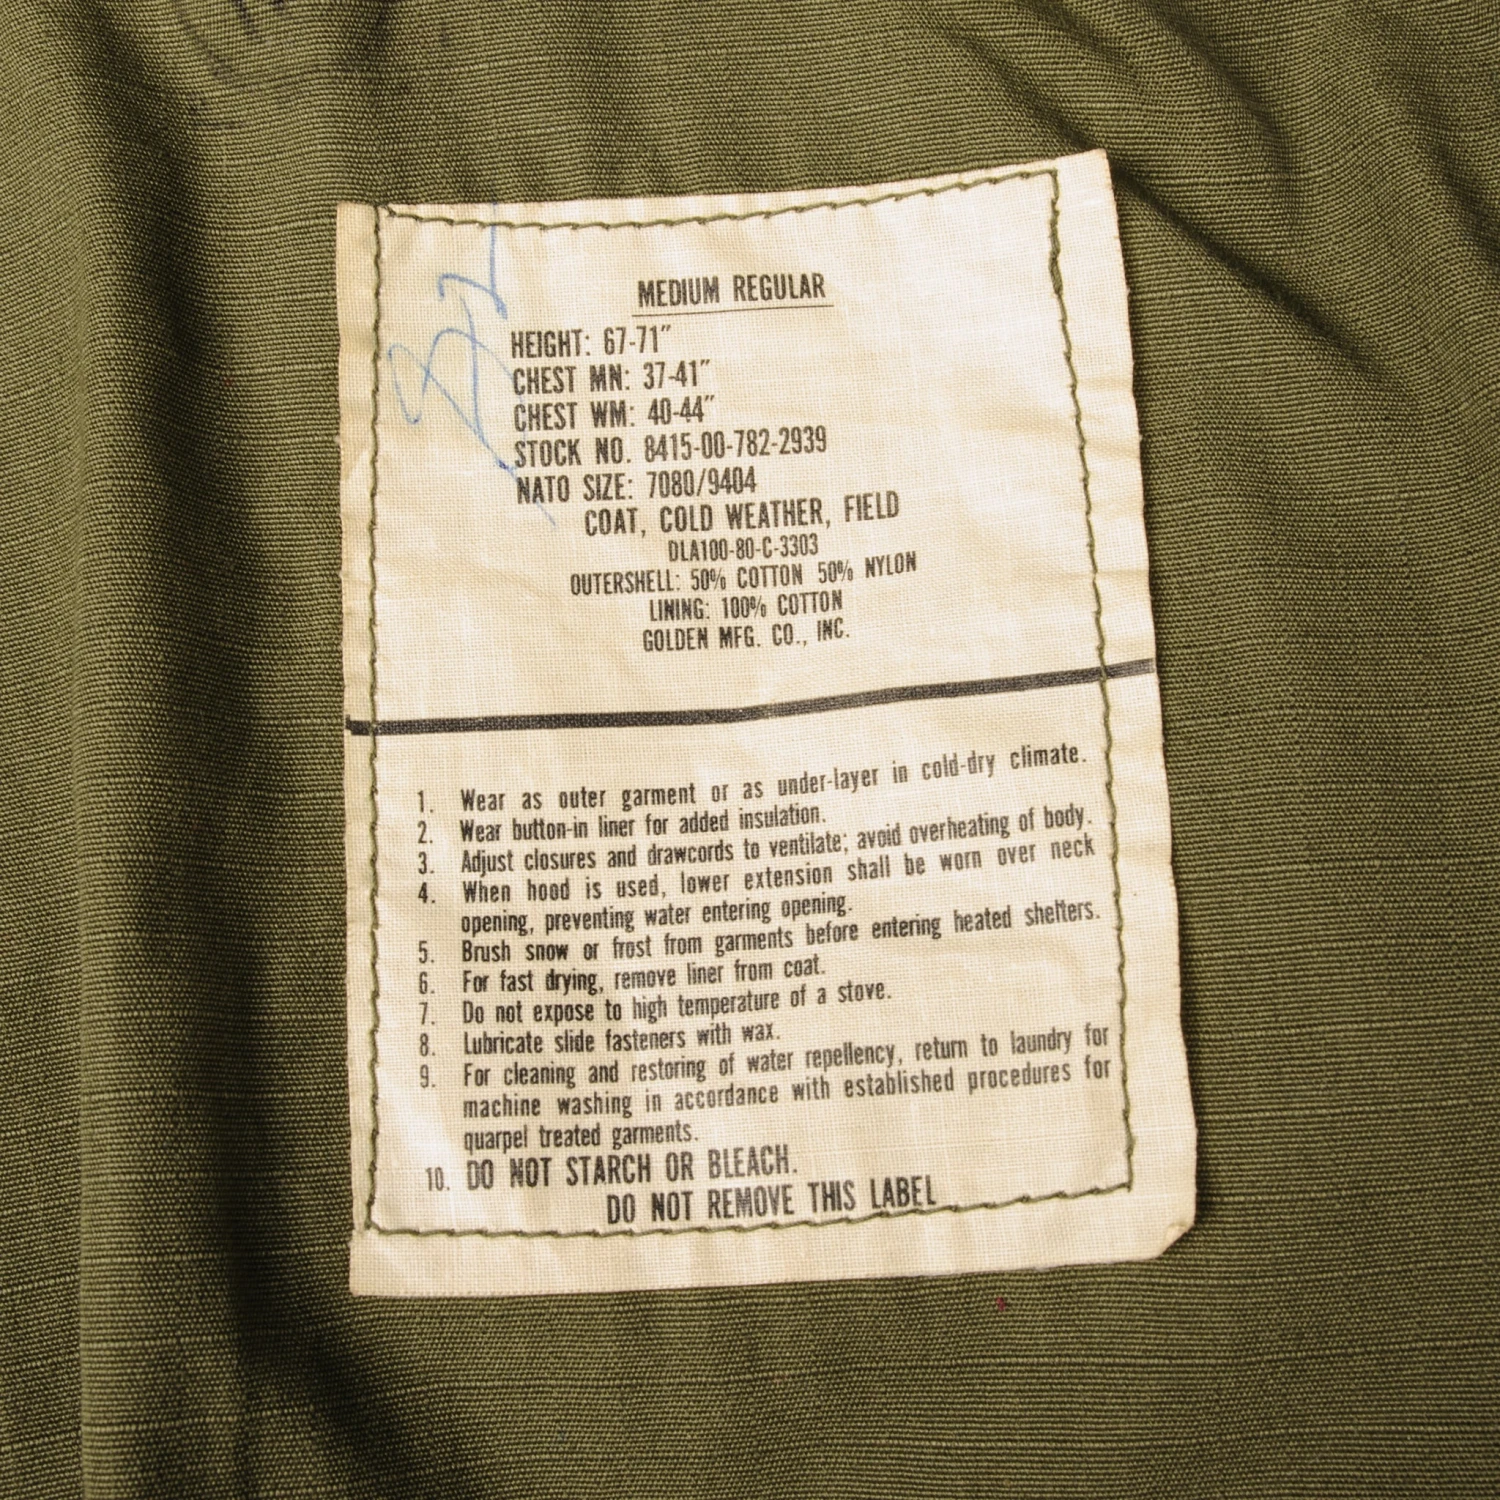 MEDIUM REGULAR
HEIGHT: 67-71"
CHEST MN: 37-41"
CHEST WM: 40-44"
STOCK NO. 8415-00-782-2939
NATO SIZE: 7080/9404
COAT, COLD WEATHER, FIELD
DLA100-80-C-3303
OUTERSHELL: 50% COTTON 50% NYLON
LINING: 100% COTTON
GOLDEN MFG. CO., INC.
1. Wear as outer garment or as under-layer in cold-dry climate.
2. Wear button-in liner for added insulation.
3. Adjust closures and drawcords to ventilate; avoid overheating of body.
4. When hood is used, lower extension shall be worn over neck
opening, preventing water entering opening.
5. Brush snow or frost from garments before entering heated shelters.
6. For fast drying, remove liner from coat.
7. Do not expose to high temperature of a stove.
8. Lubricate slide fasteners with wax.
9. For cleaning and restoring of water repellency, return to laundry for
machine washing in accordance with established procedures for
quarpel treated garments.
10. DO NOT STARCH OR BLEACH.
DO NOT REMOVE THIS LABEL